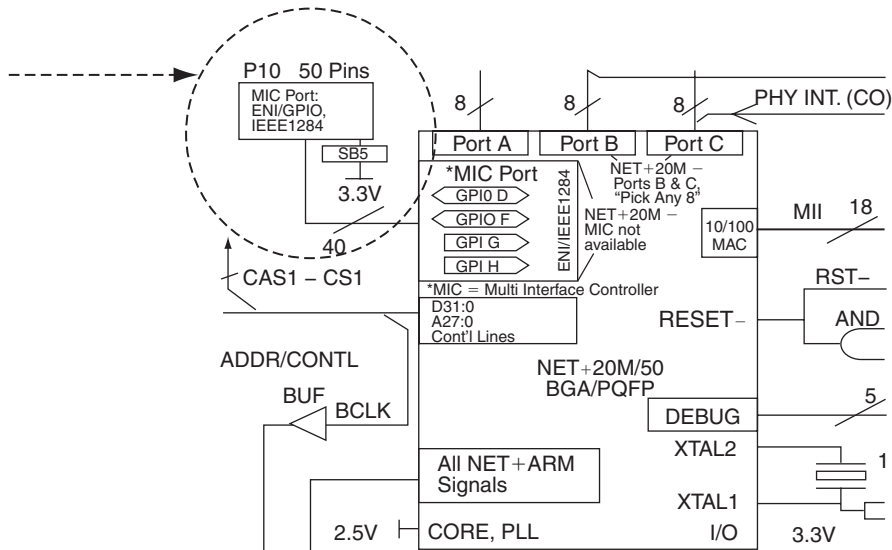 P10 50 Pins
MIC Port:
ENI/GPIO,
IEEE1284
SB5
3.3V
40
8
8
8
PHY INT. (CO)
Port A
Port B
Port C
*MIC Port
GPI0 D
GPIO F
GPI G
GPI H
ENI/IEEE1284
NET+20M –
Ports B & C,
“Pick Any 8”
NET+20M –
MIC not
available
10/100
MAC
MII
18
CAS1 – CS1
*MIC = Multi Interface Controller
D31:0
A27:0
Cont'l Lines
RESET–
RST–
AND
ADDR/CONTL
NET+20M/50
BGA/PQFP
BUF
BCLK
DEBUG
5
All NET+ARM
Signals
XTAL2
1
XTAL1
2.5V
CORE, PLL
I/O
3.3V